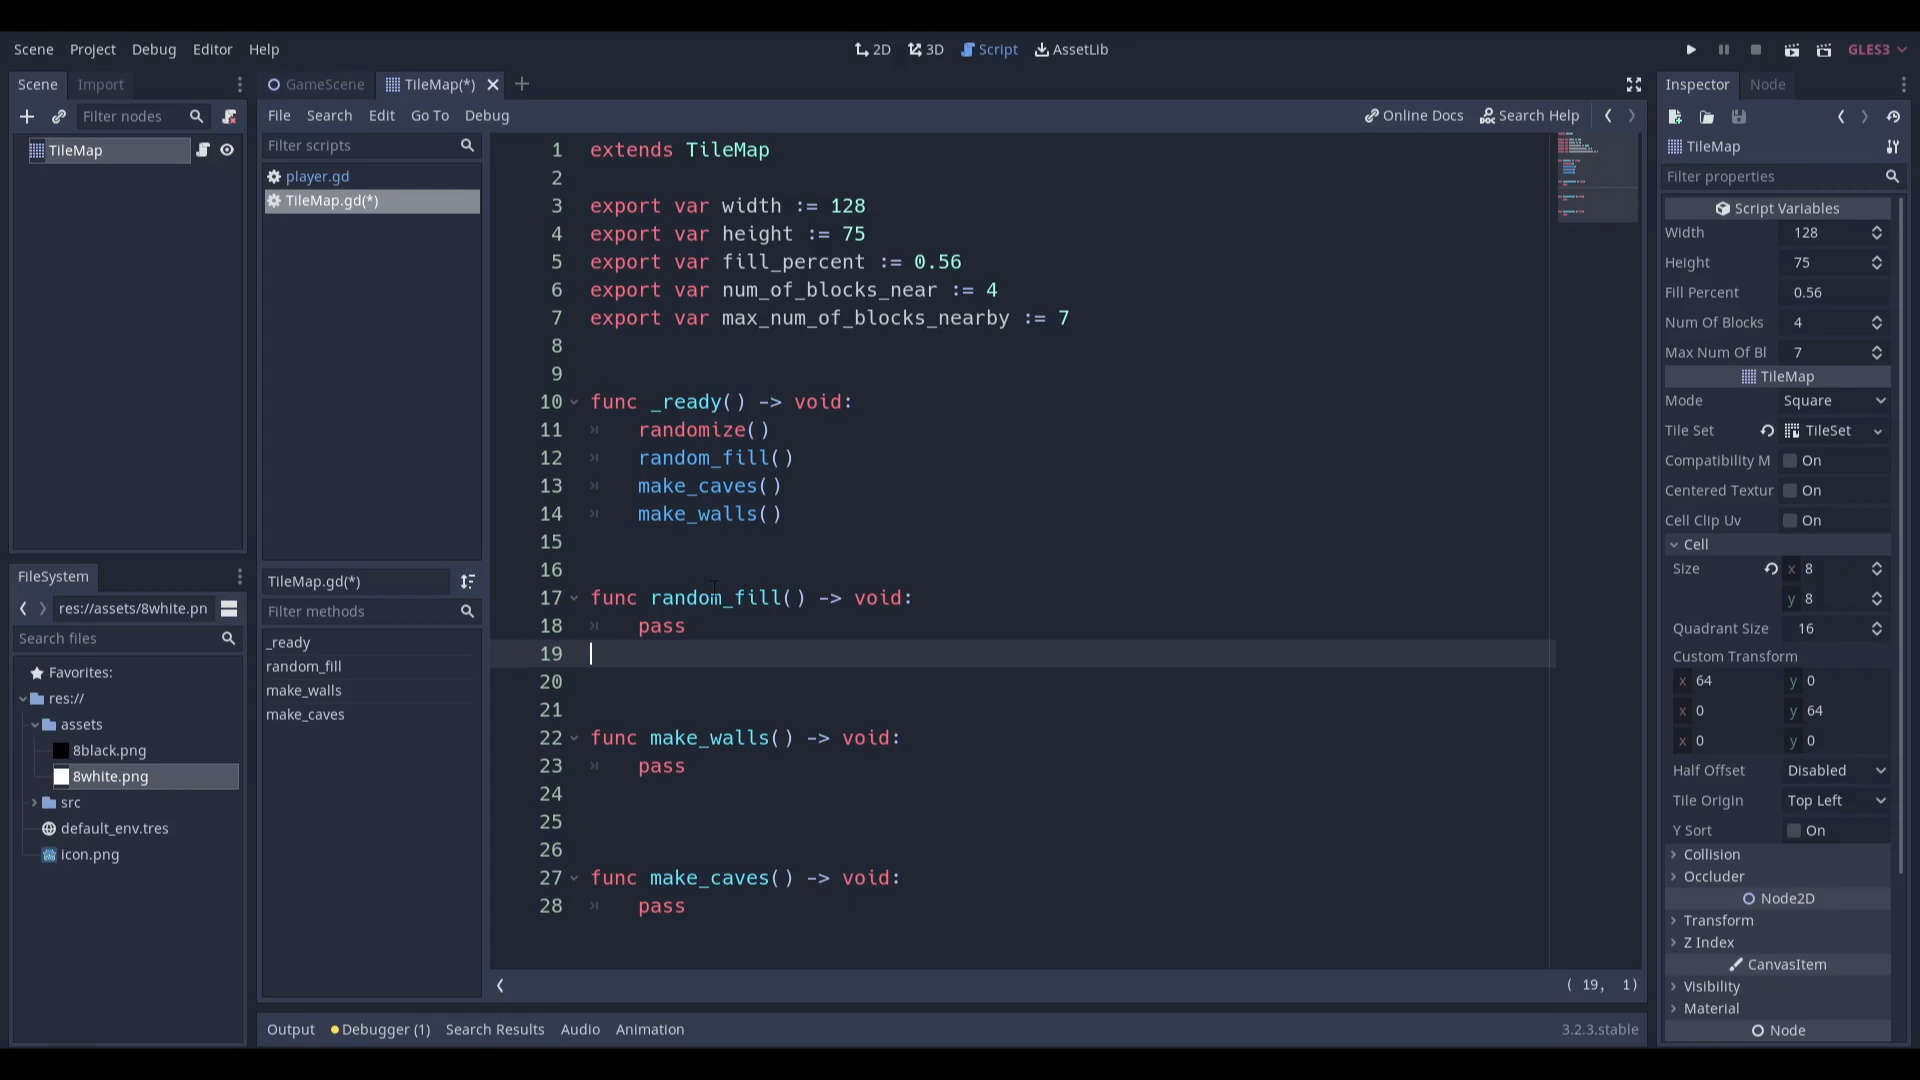 Scene Project Debug Editor Help
2D 3D Script AssetLib
GLES3
Scene Import
Filter nodes
TileMap
FileSystem
res://assets/8white.pn
Search files
Favorites:
res://
assets
8black.png
8white.png
src
default_env.tres
icon.png
GameScene TileMap(*)
File Search Edit Go To Debug
Online Docs Search Help
Filter scripts
player.gd
TileMap.gd(*)
TileMap.gd(*)
Filter methods
_ready
random_fill
make_walls
make_caves
1 extends TileMap
2
3 export var width := 128
4 export var height := 75
5 export var fill_percent := 0.56
6 export var num_of_blocks_near := 4
7 export var max_num_of_blocks_nearby := 7
8
9
10 func _ready() -> void:
11 randomize()
12 random_fill()
13 make_caves()
14 make_walls()
15
16
17 func random_fill() -> void:
18 pass
19
20
21
22 func make_walls() -> void:
23 pass
24
25
26
27 func make_caves() -> void:
28 pass
( 19, 1)
Output Debugger (1) Search Results Audio Animation
3.2.3.stable
Inspector Node
TileMap
Filter properties
Script Variables
Width 128
Height 75
Fill Percent 0.56
Num Of Blocks 4
Max Num Of Bl 7
TileMap
Mode Square
Tile Set TileSet
Compatibility M On
Centered Textur On
Cell Clip Uv On
Cell
Size x 8
y 8
Quadrant Size 16
Custom Transform
x 64 y 0
x 0 y 64
x 0 y 0
Half Offset Disabled
Tile Origin Top Left
Y Sort On
Collision
Occluder
Node2D
Transform
Z Index
CanvasItem
Visibility
Material
Node